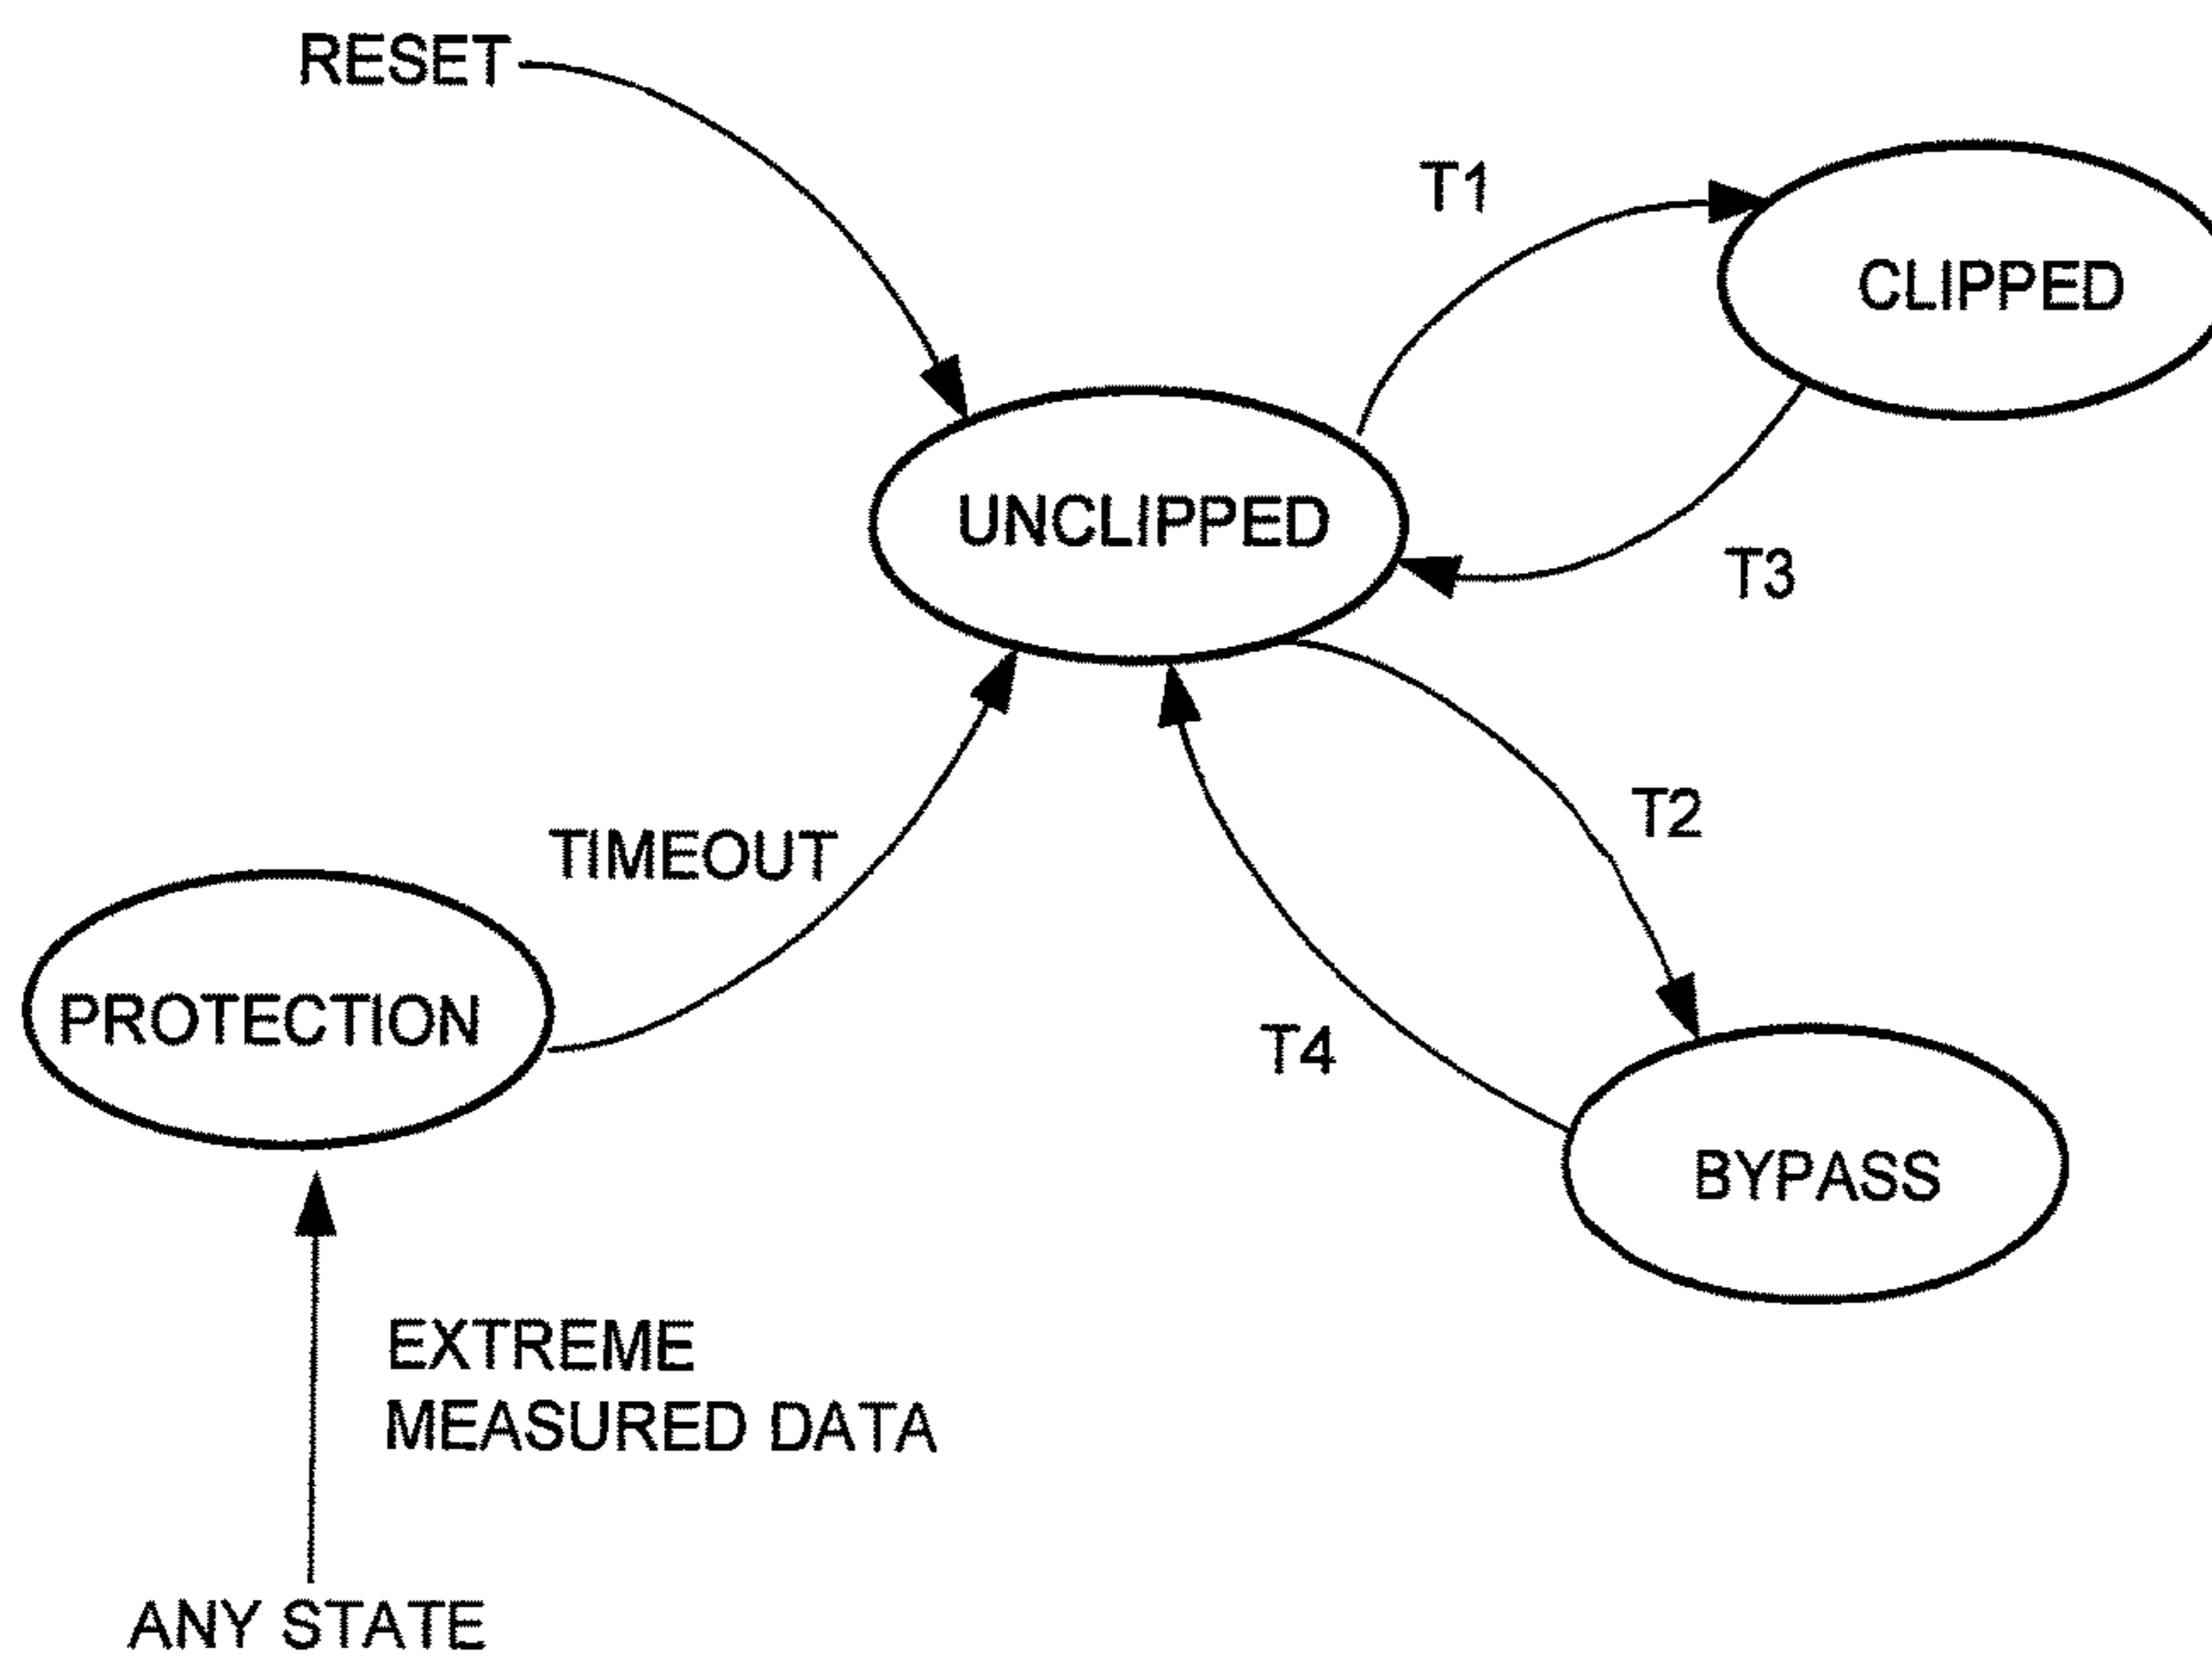 RESET
T1
CLIPPED
UNCLIPPED
T3
T2
TIMEOUT
PROTECTION
T4
BYPASS
EXTREME
MEASURED DATA
ANY STATE